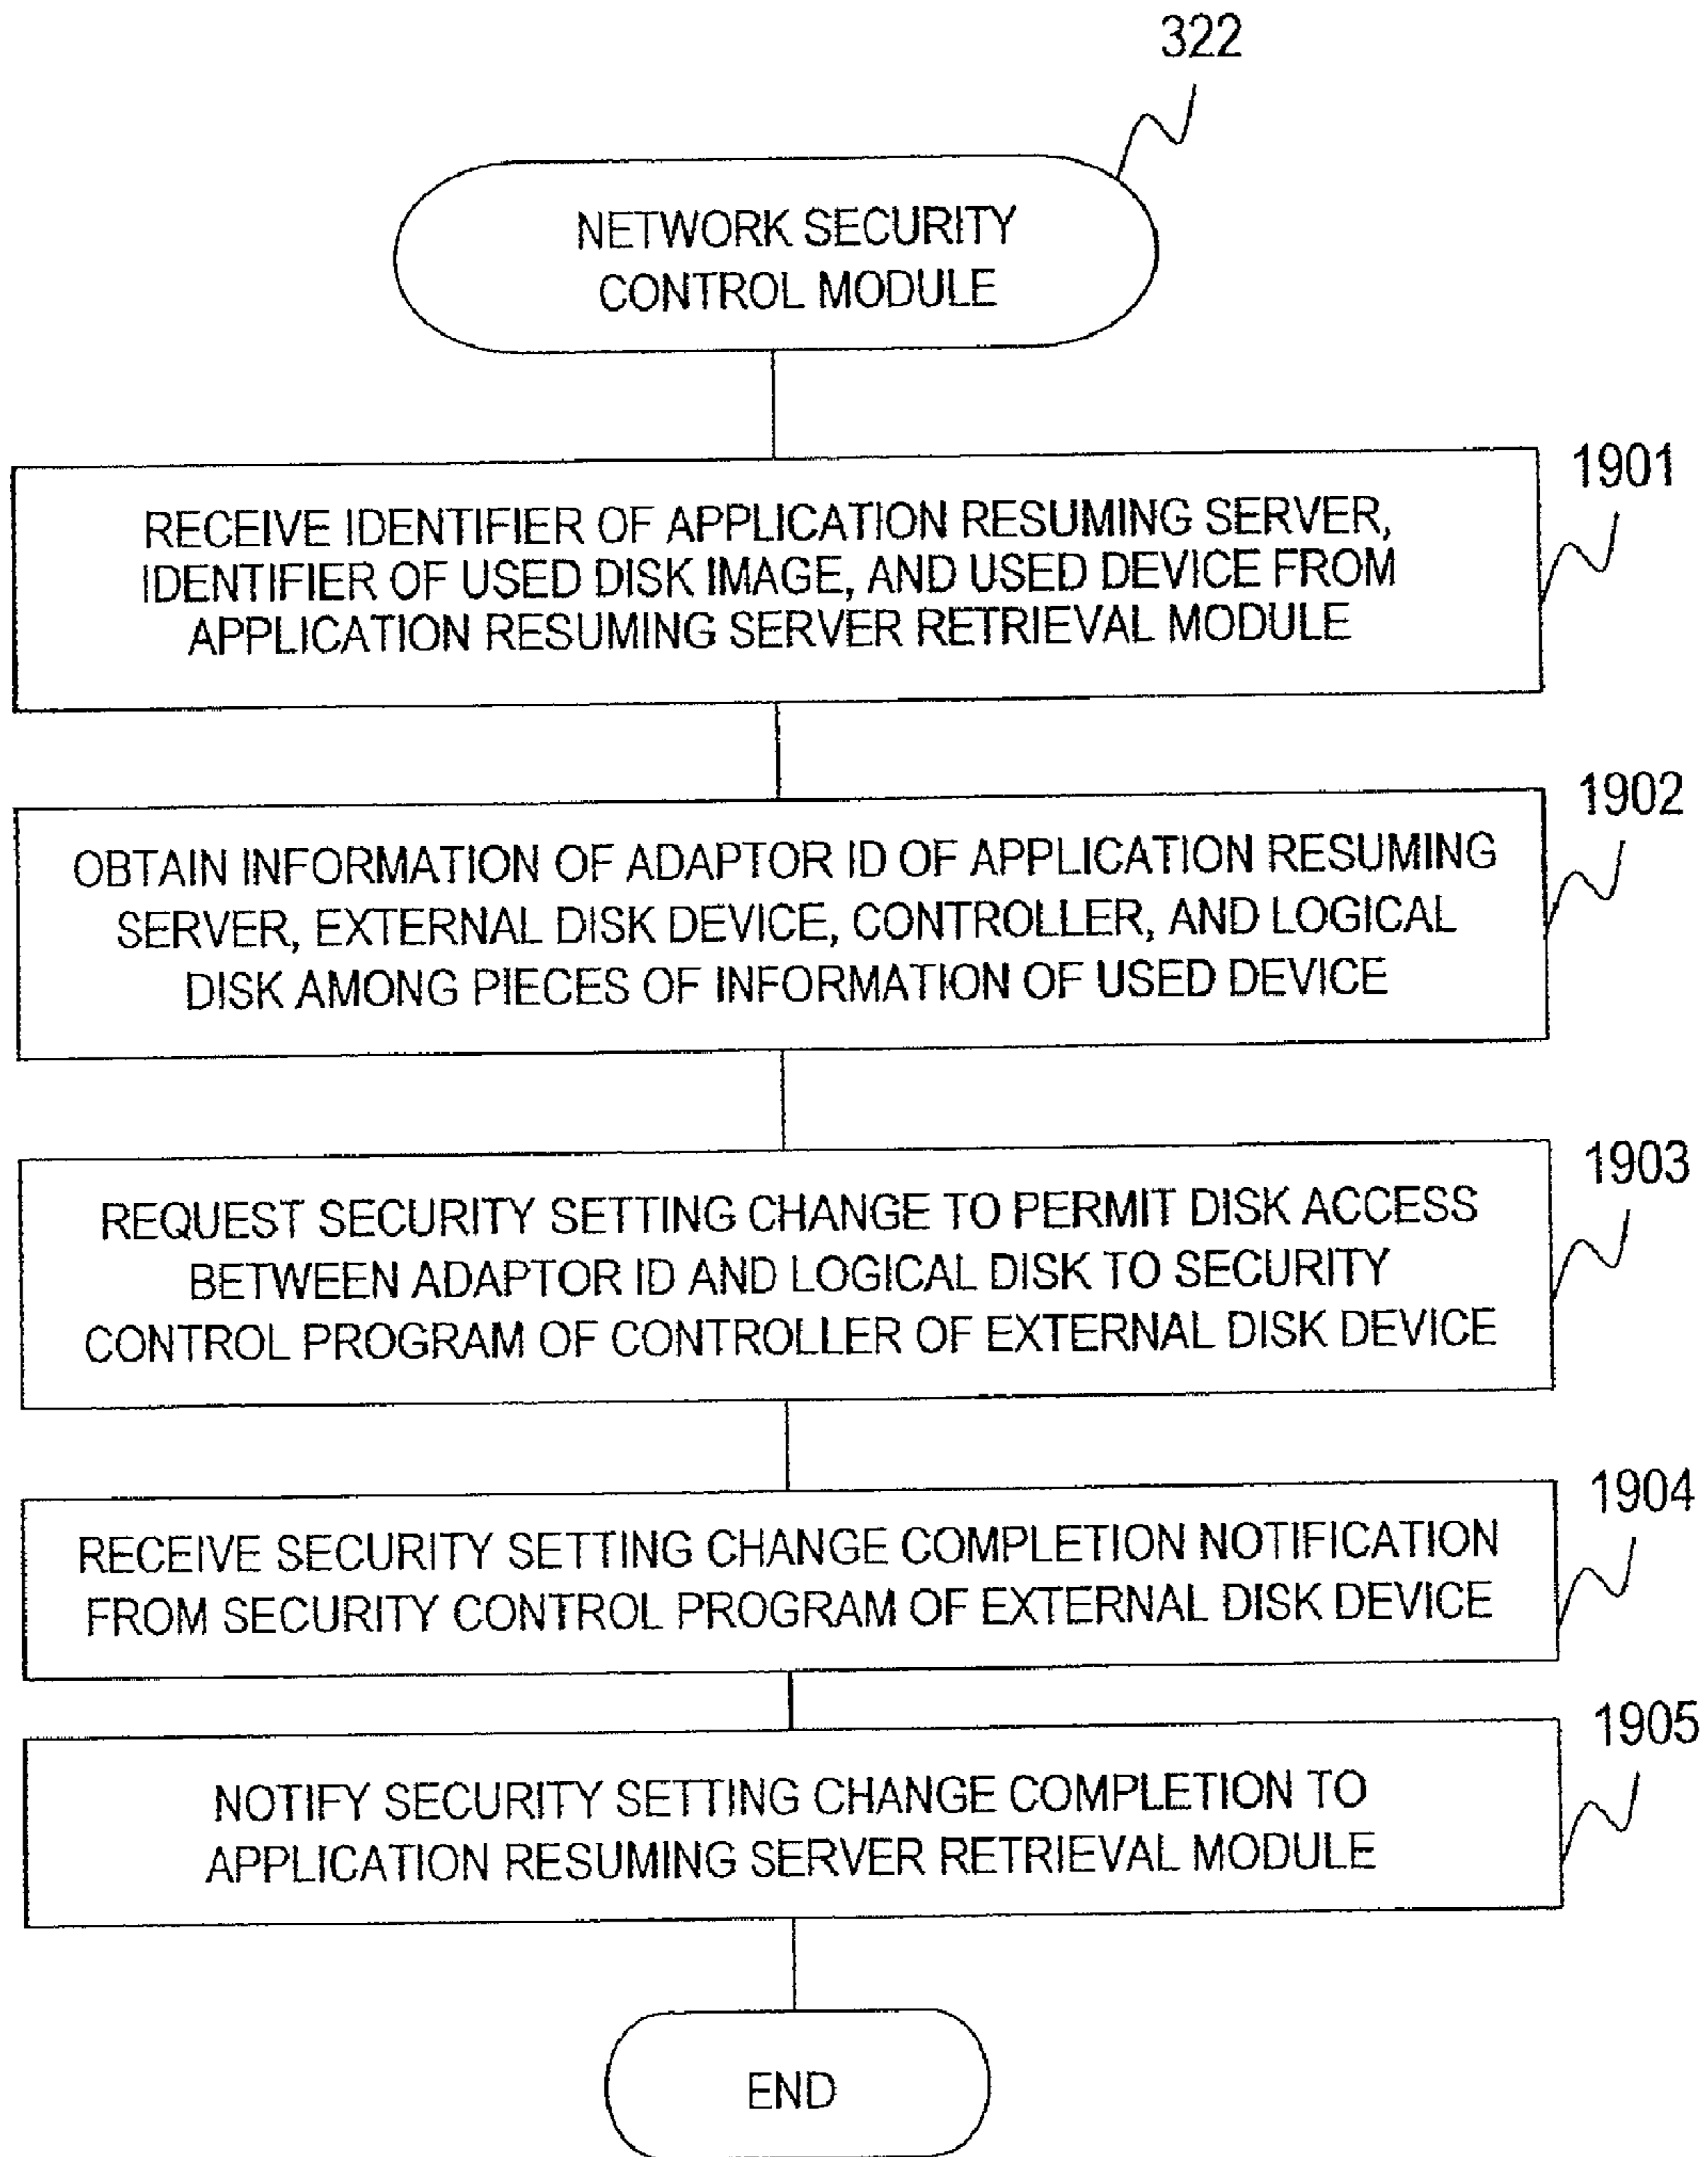 322
NETWORK SECURITY
CONTROL MODULE
1901
RECEIVE IDENTIFIER OF APPLICATION RESUMING SERVER,
IDENTIFIER OF USED DISK IMAGE, AND USED DEVICE FROM
APPLICATION RESUMING SERVER RETRIEVAL MODULE
1902
OBTAIN INFORMATION OF ADAPTOR ID OF APPLICATION RESUMING
SERVER, EXTERNAL DISK DEVICE, CONTROLLER, AND LOGICAL
DISK AMONG PIECES OF INFORMATION OF USED DEVICE
1903
REQUEST SECURITY SETTING CHANGE TO PERMIT DISK ACCESS
BETWEEN ADAPTOR ID AND LOGICAL DISK TO SECURITY
CONTROL PROGRAM OF CONTROLLER OF EXTERNAL DISK DEVICE
1904
RECEIVE SECURITY SETTING CHANGE COMPLETION NOTIFICATION
FROM SECURITY CONTROL PROGRAM OF EXTERNAL DISK DEVICE
1905
NOTIFY SECURITY SETTING CHANGE COMPLETION TO
APPLICATION RESUMING SERVER RETRIEVAL MODULE
END